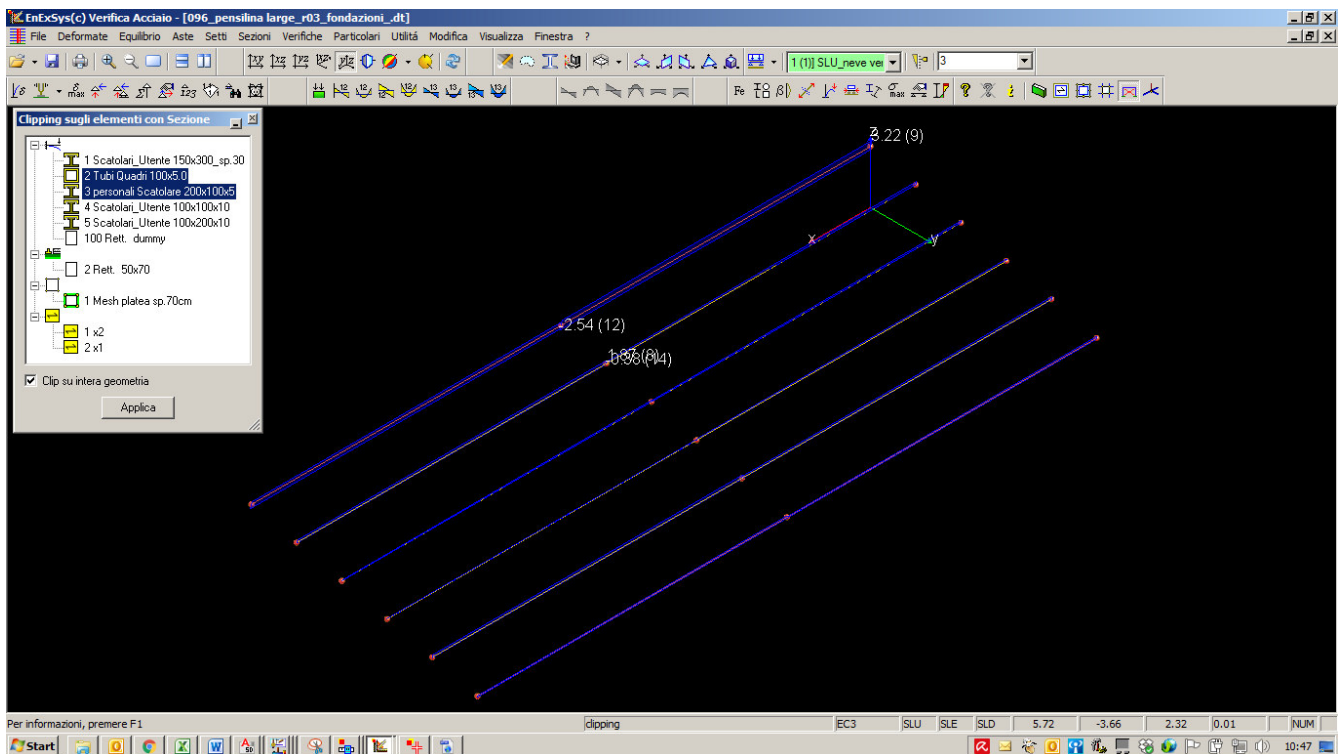 EnExSys(c) Verifica Acciaio - [096_pensilina large_r03_fondazioni_.dt]
File Deformate Equilibrio Aste Setti Sezioni Verifiche Particolari Utilitá Modifica Visualizza Finestra ?
1 (1)] SLU_neve ver
3
Clipping sugli elementi con Sezione
1 Scatolari_Utente 150x300_sp.30
2 Tubi Quadri 100x5.0
3 personali Scatolare 200x100x5
4 Scatolari_Utente 100x100x10
5 Scatolari_Utente 100x200x10
100 Rett. dummy
2 Rett. 50x70
1 Mesh platea sp.70cm
1 x2
2 x1
Clip su intera geometria
Applica
Z
3.22 (9)
x
y
-2.54 (12)
Per informazioni, premere F1
clipping
EC3
SLU
SLE
SLD
5.72
-3.66
2.32
0.01
NUM
Start
10:47